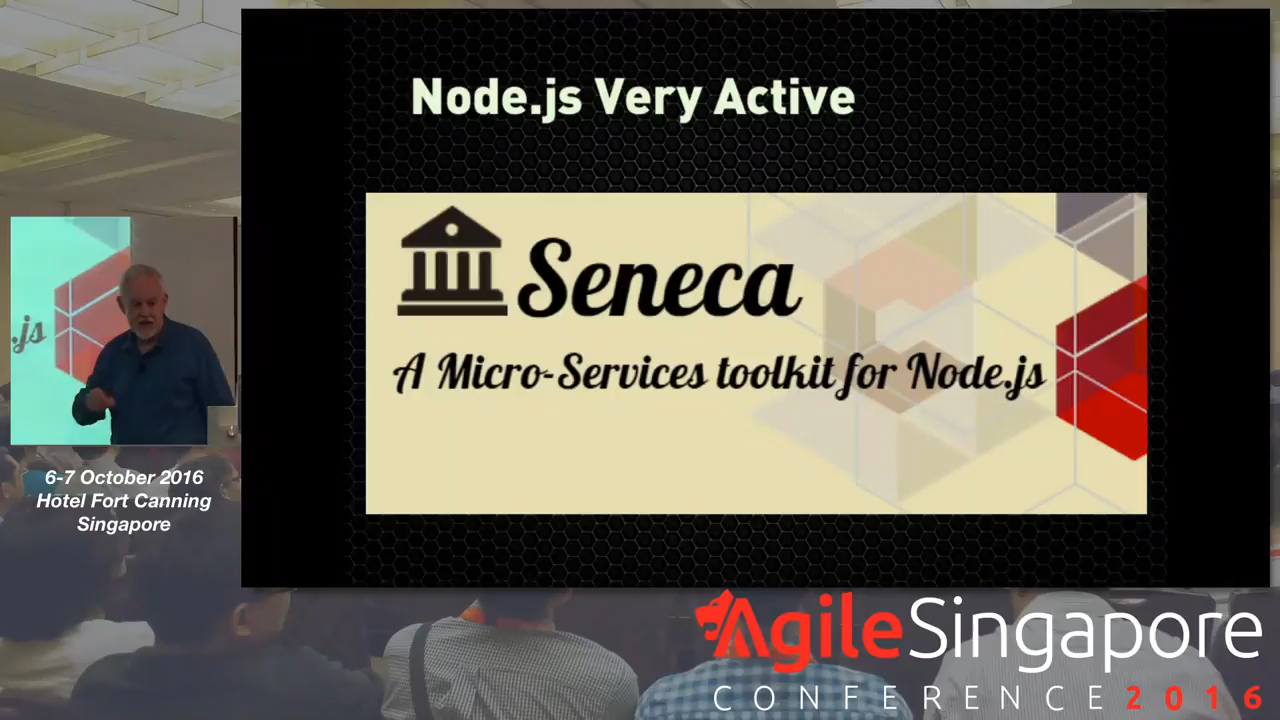 Node.js Very Active
Seneca
A Micro-Services toolkit for Node.js
.js
6-7 October 2016
Hotel Fort Canning
Singapore
AgileSingapore
CONFERENCE 2016